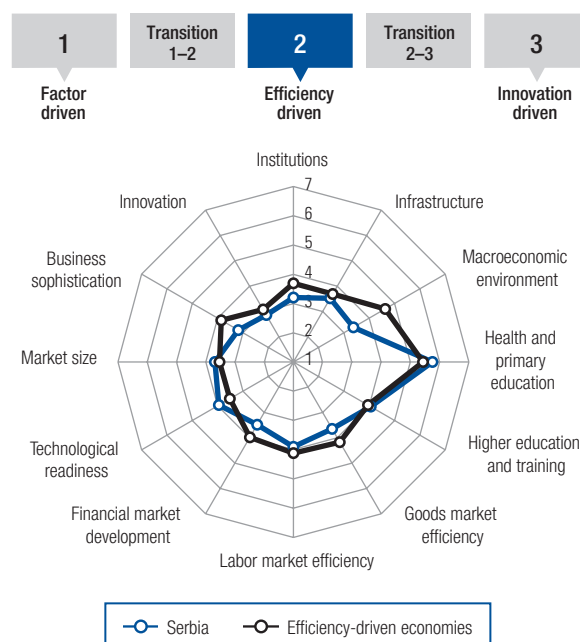 1
Transition
1–2
2
Transition
2–3
3
Factor
driven
Efficiency
driven
Innovation
driven
Institutions
Infrastructure
Macroeconomic
environment
Health and
primary
education
Higher education
and training
Goods market
efficiency
Labor market efficiency
Financial market
development
Technological
readiness
Market size
Business
sophistication
Innovation
7
6
5
4
3
2
1
Serbia
Efficiency-driven economies